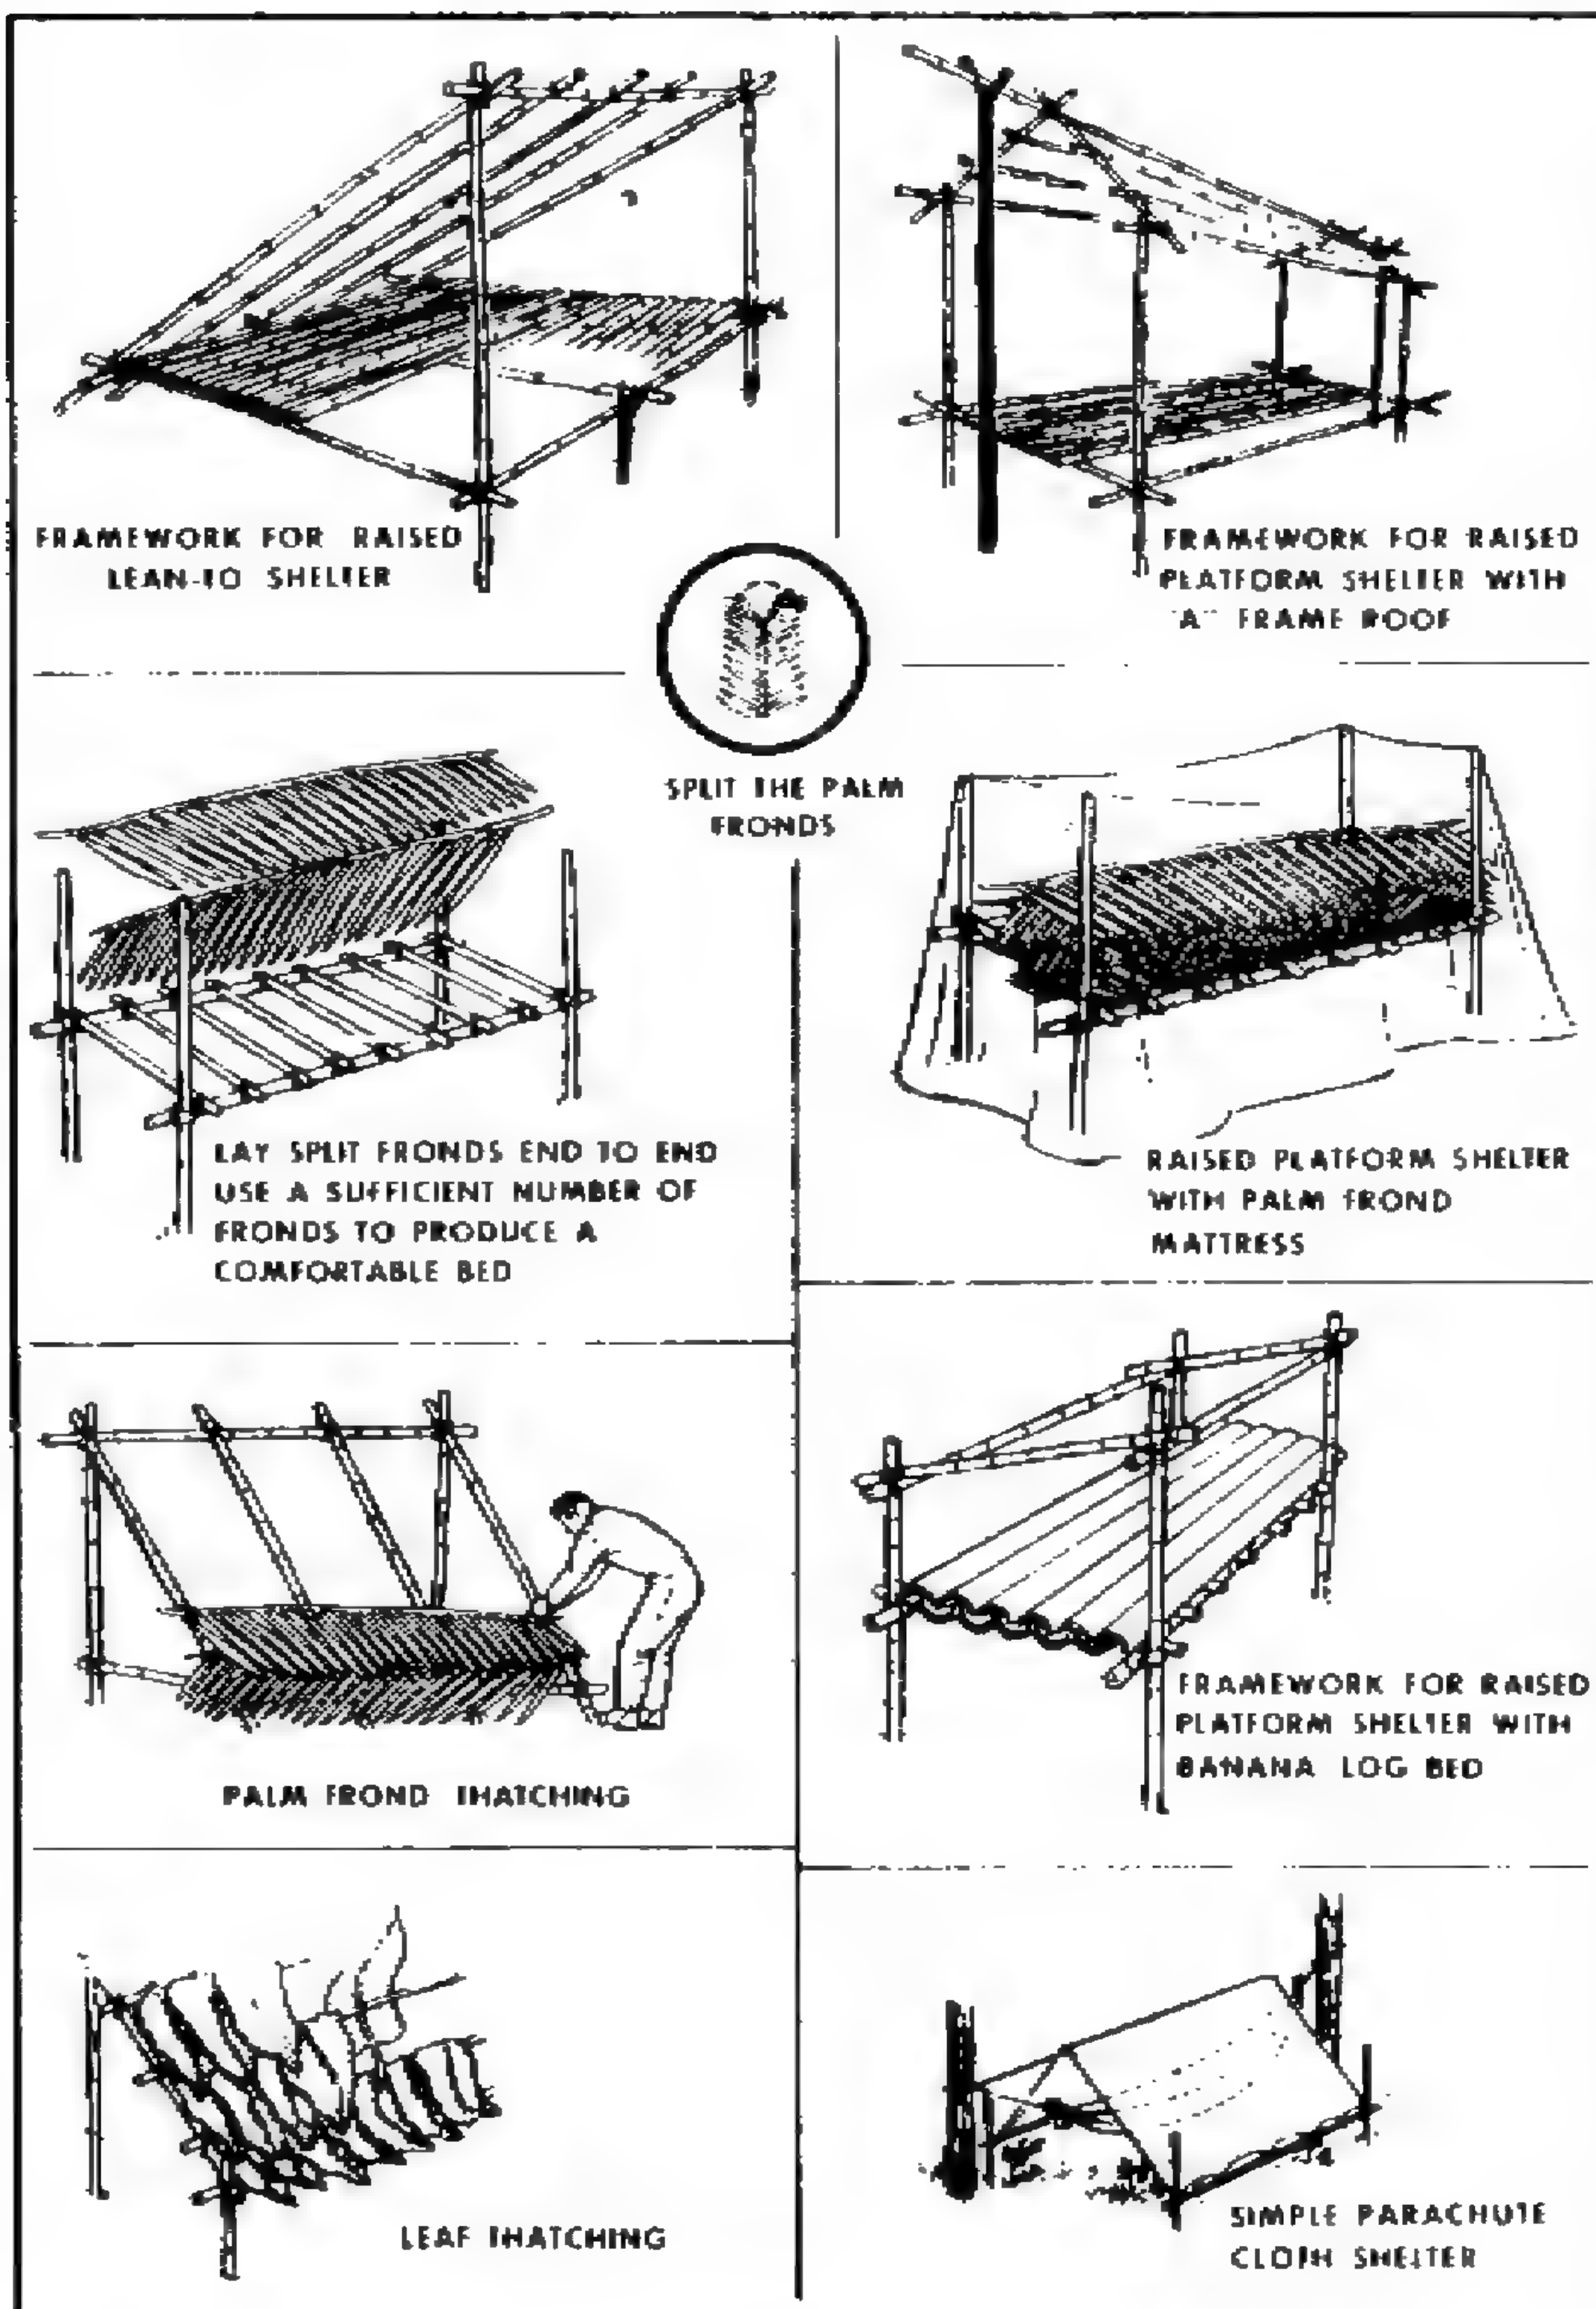 FRAMEWORK FOR RAISED
LEAN-TO SHELTER
FRAMEWORK FOR RAISED
PLATFORM SHELTER WITH
"A" FRAME ROOF
SPLIT THE PALM
FRONDS
LAY SPLIT FRONDS END TO END
USE A SUFFICIENT NUMBER OF
FRONDS TO PRODUCE A
COMFORTABLE BED
RAISED PLATFORM SHELTER
WITH PALM FROND
MATTRESS
PALM FROND THATCHING
FRAMEWORK FOR RAISED
PLATFORM SHELTER WITH
BANANA LOG BED
LEAF THATCHING
SIMPLE PARACHUTE
CLOTH SHELTER